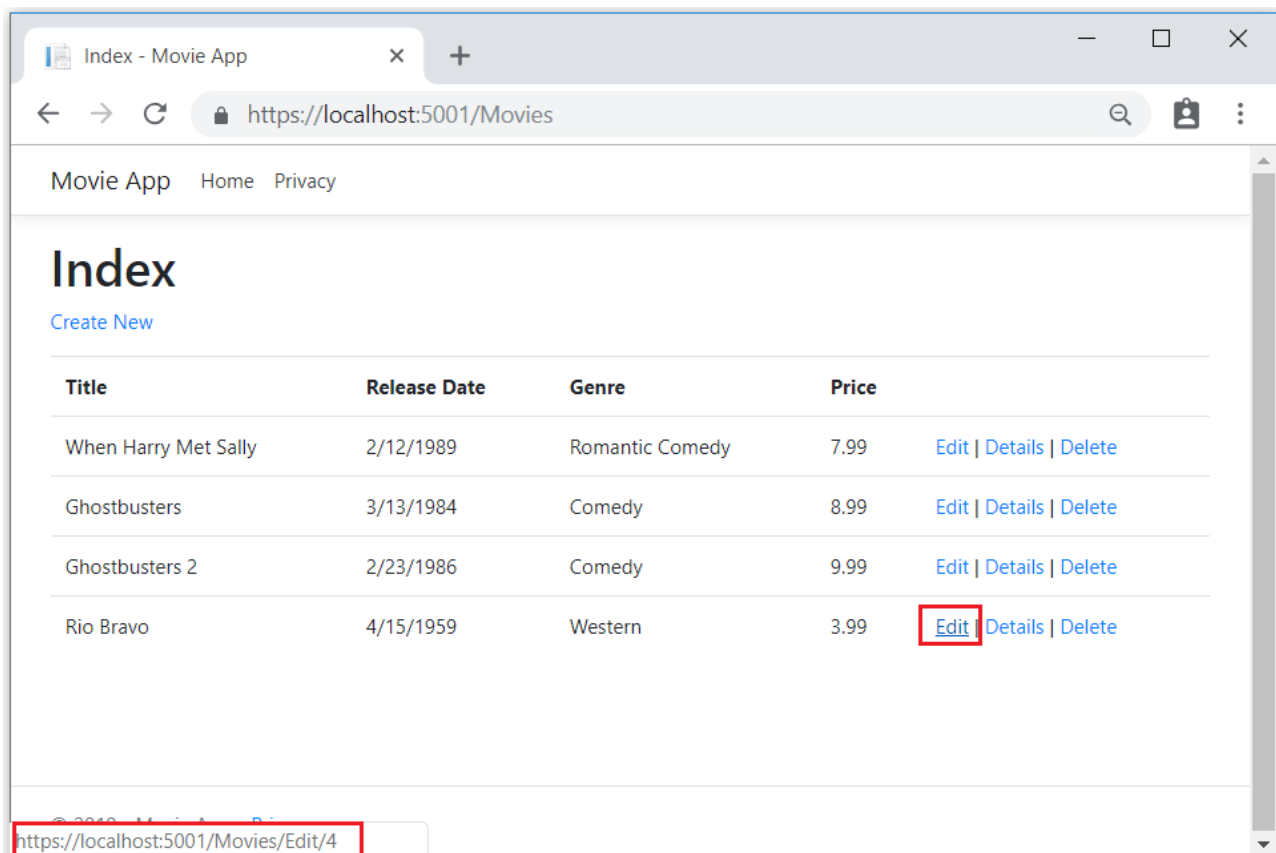 Index - Movie App
https://localhost:5001/Movies
Movie App Home Privacy
Index
Create New
Title Release Date Genre Price
When Harry Met Sally 2/12/1989 Romantic Comedy 7.99 Edit | Details | Delete
Ghostbusters 3/13/1984 Comedy 8.99 Edit | Details | Delete
Ghostbusters 2 2/23/1986 Comedy 9.99 Edit | Details | Delete
Rio Bravo 4/15/1959 Western 3.99 Edit | Details | Delete
https://localhost:5001/Movies/Edit/4